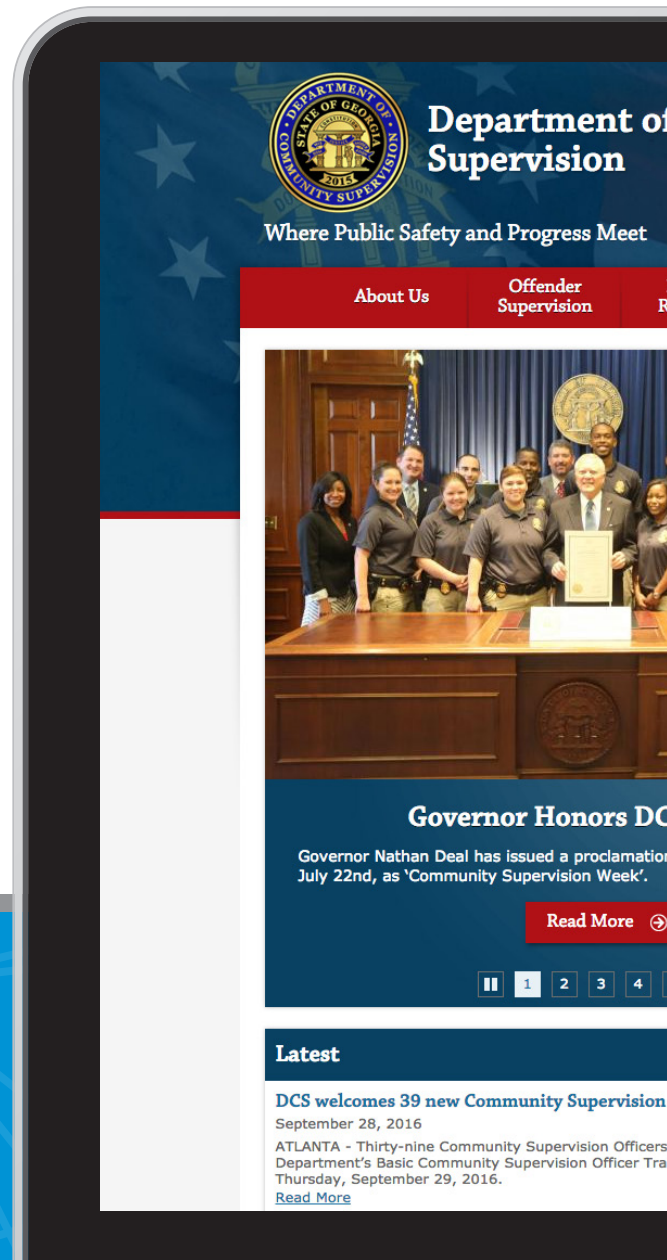 DEPARTMENT OF
COMMUNITY SUPERVISION
STATE OF GEORGIA
CONSTITUTION
2015
Department of
Supervision
Where Public Safety and Progress Meet
About Us
Offender
Supervision
R
Governor Honors DC
Governor Nathan Deal has issued a proclamation
July 22nd, as ‘Community Supervision Week’.
Read More
1 2 3 4
Latest
DCS welcomes 39 new Community Supervision
September 28, 2016
ATLANTA - Thirty-nine Community Supervision Officers
Department’s Basic Community Supervision Officer Tra
Thursday, September 29, 2016.
Read More